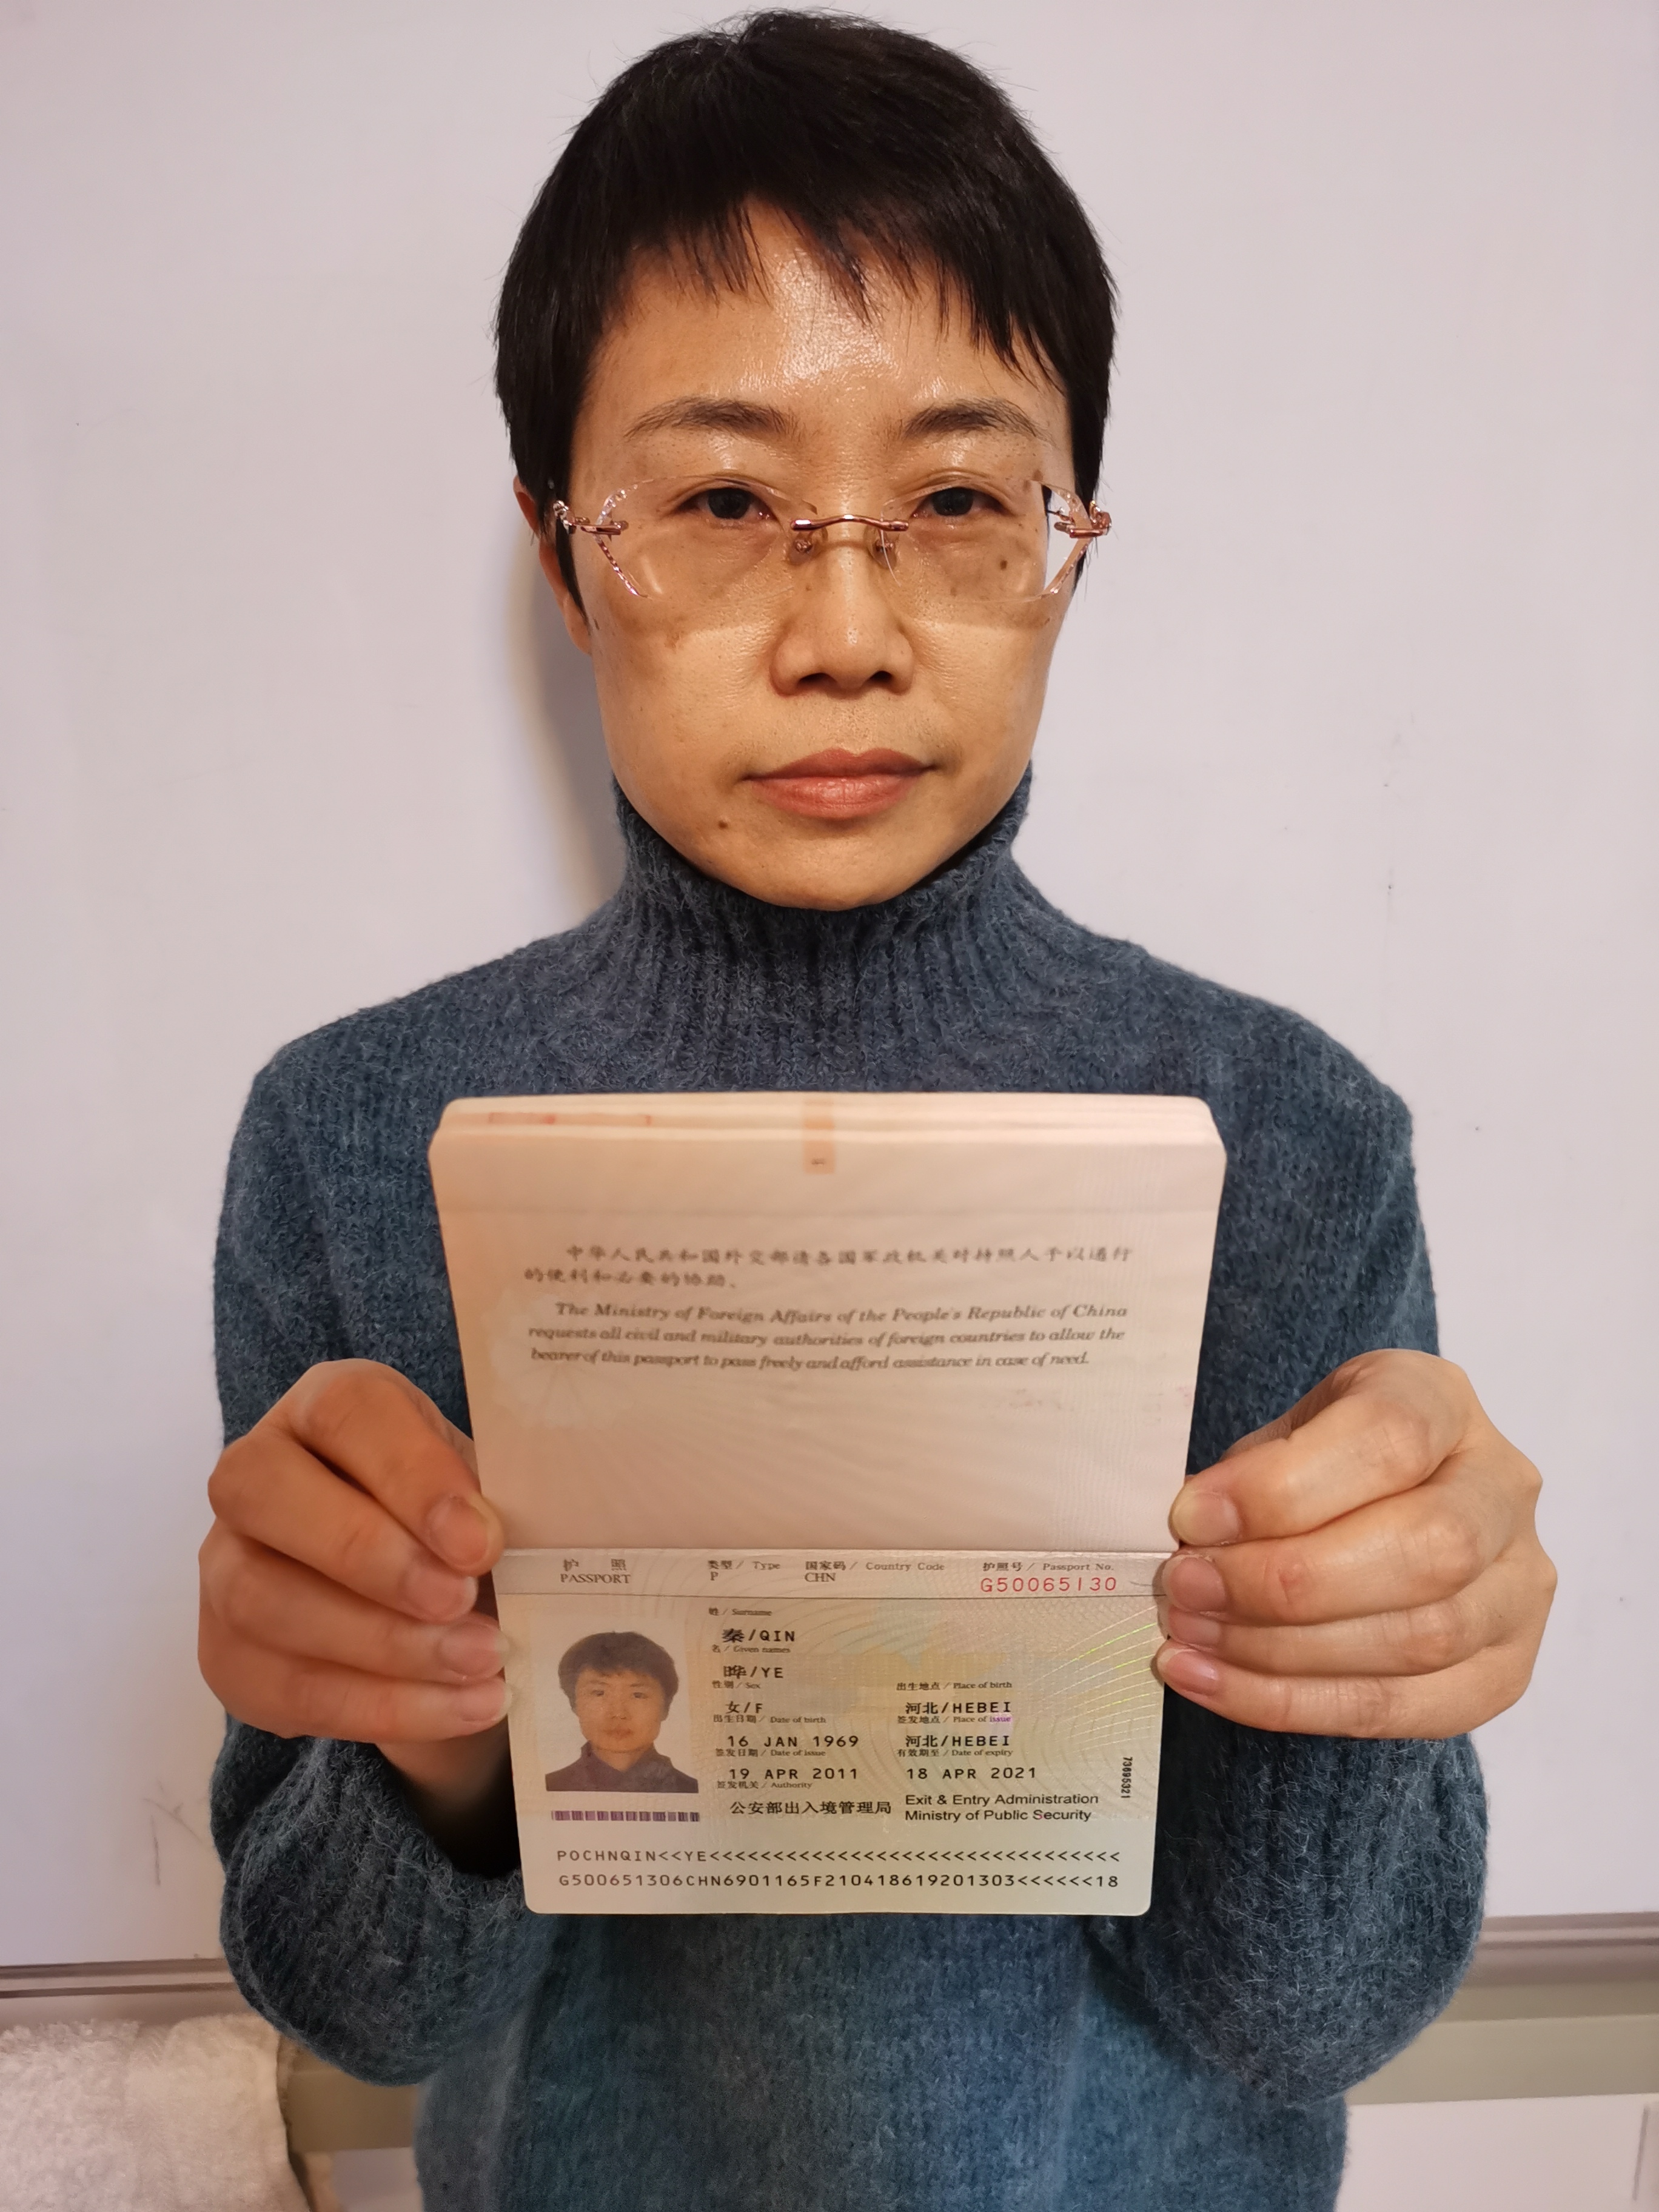 中华人民共和国外交部请各国军政机关对持照人予以通行
的便利和必要的协助。
The Ministry of Foreign Affairs of the People's Republic of China
requests all civil and military authorities of foreign countries to allow the
bearer of this passport to pass freely and afford assistance in case of need.
护 照 类型 / Type 国家码 / Country Code 护照号 / Passport No.
PASSPORT P CHN G50065130
姓 / Surname
秦/QIN
名 / Given names
晔/YE
性别 / Sex 出生地点 / Place of birth
女/F 河北/HEBEI
出生日期 / Date of birth 签发地点 / Place of issue
16 JAN 1969 河北/HEBEI
签发日期 / Date of issue 有效期至 / Date of expiry
19 APR 2011 18 APR 2021
签发机关 / Authority
公安部出入境管理局 Exit & Entry Administration
Ministry of Public Security
POCHNQIN<<YE<<<<<<<<<<<<<<<<<<<<<<<<<<<<<<<<
G500651306CHN6901165F210418619201303<<<<<<18